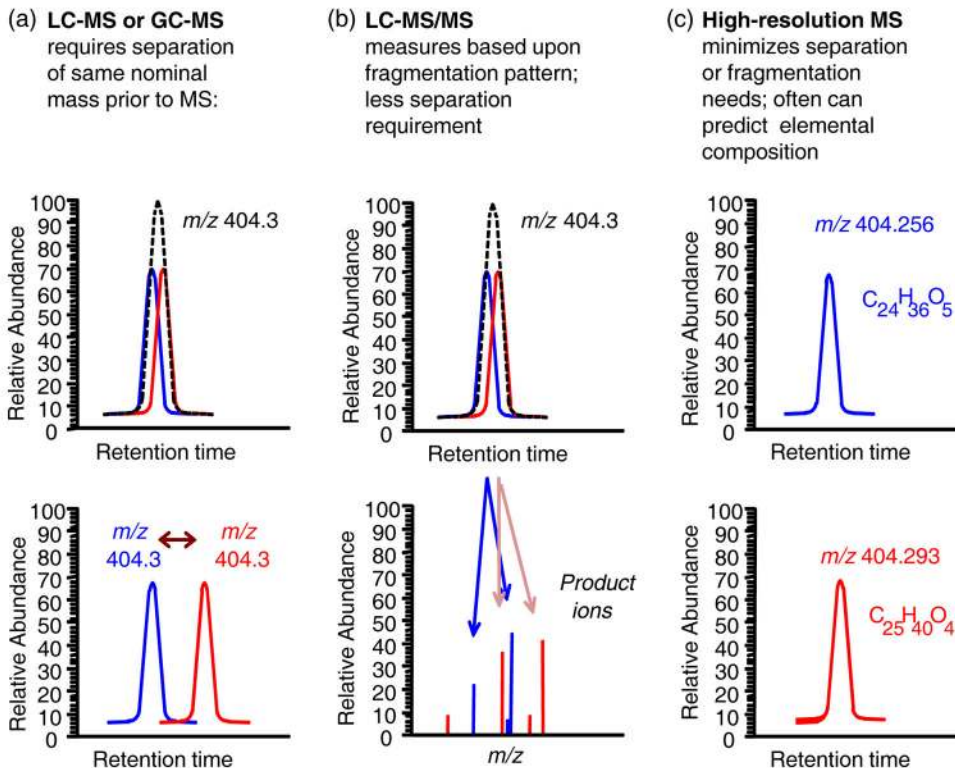 (a) LC-MS or GC-MS
requires separation
of same nominal
mass prior to MS:
100
90
80
70
60
50
40
30
20
10
0
Relative Abundance
m/z 404.3
Retention time
100
90
80
70
60
50
40
30
20
10
0
Relative Abundance
m/z
404.3
m/z
404.3
Retention time
(b) LC-MS/MS
measures based upon
fragmentation pattern;
less separation
requirement
100
90
80
70
60
50
40
30
20
10
0
Relative Abundance
m/z 404.3
Retention time
100
90
80
70
60
50
40
30
20
10
0
Relative Abundance
Product
ions
m/z
(c) High-resolution MS
minimizes separation
or fragmentation
needs; often can
predict elemental
composition
100
90
80
70
60
50
40
30
20
10
0
Relative Abundance
m/z 404.256
C24H36O5
Retention time
100
90
80
70
60
50
40
30
20
10
0
Relative Abundance
m/z 404.293
C25H40O4
Retention time